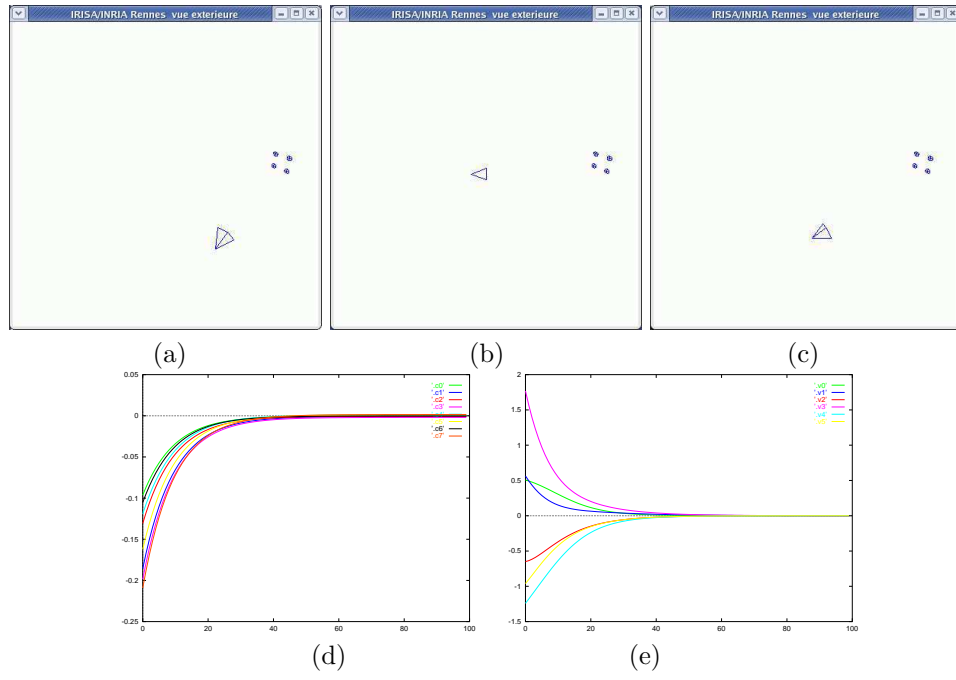 IRISA/INRIA Rennes vue exterieure
IRISA/INRIA Rennes vue exterieure
IRISA/INRIA Rennes vue exterieure
(a)
(b)
(c)
0.05
0
-0.05
-0.1
-0.15
-0.2
-0.25
0 20 40 60 80 100
'.c0'
'.c1'
'.c2'
'.c3'
'.c6'
'.c7'
2
1.5
1
0.5
0
-0.5
-1
-1.5
0 20 40 60 80 100
'.v0'
'.v1'
'.v2'
'.v3'
'.v4'
'.v5'
(d)
(e)